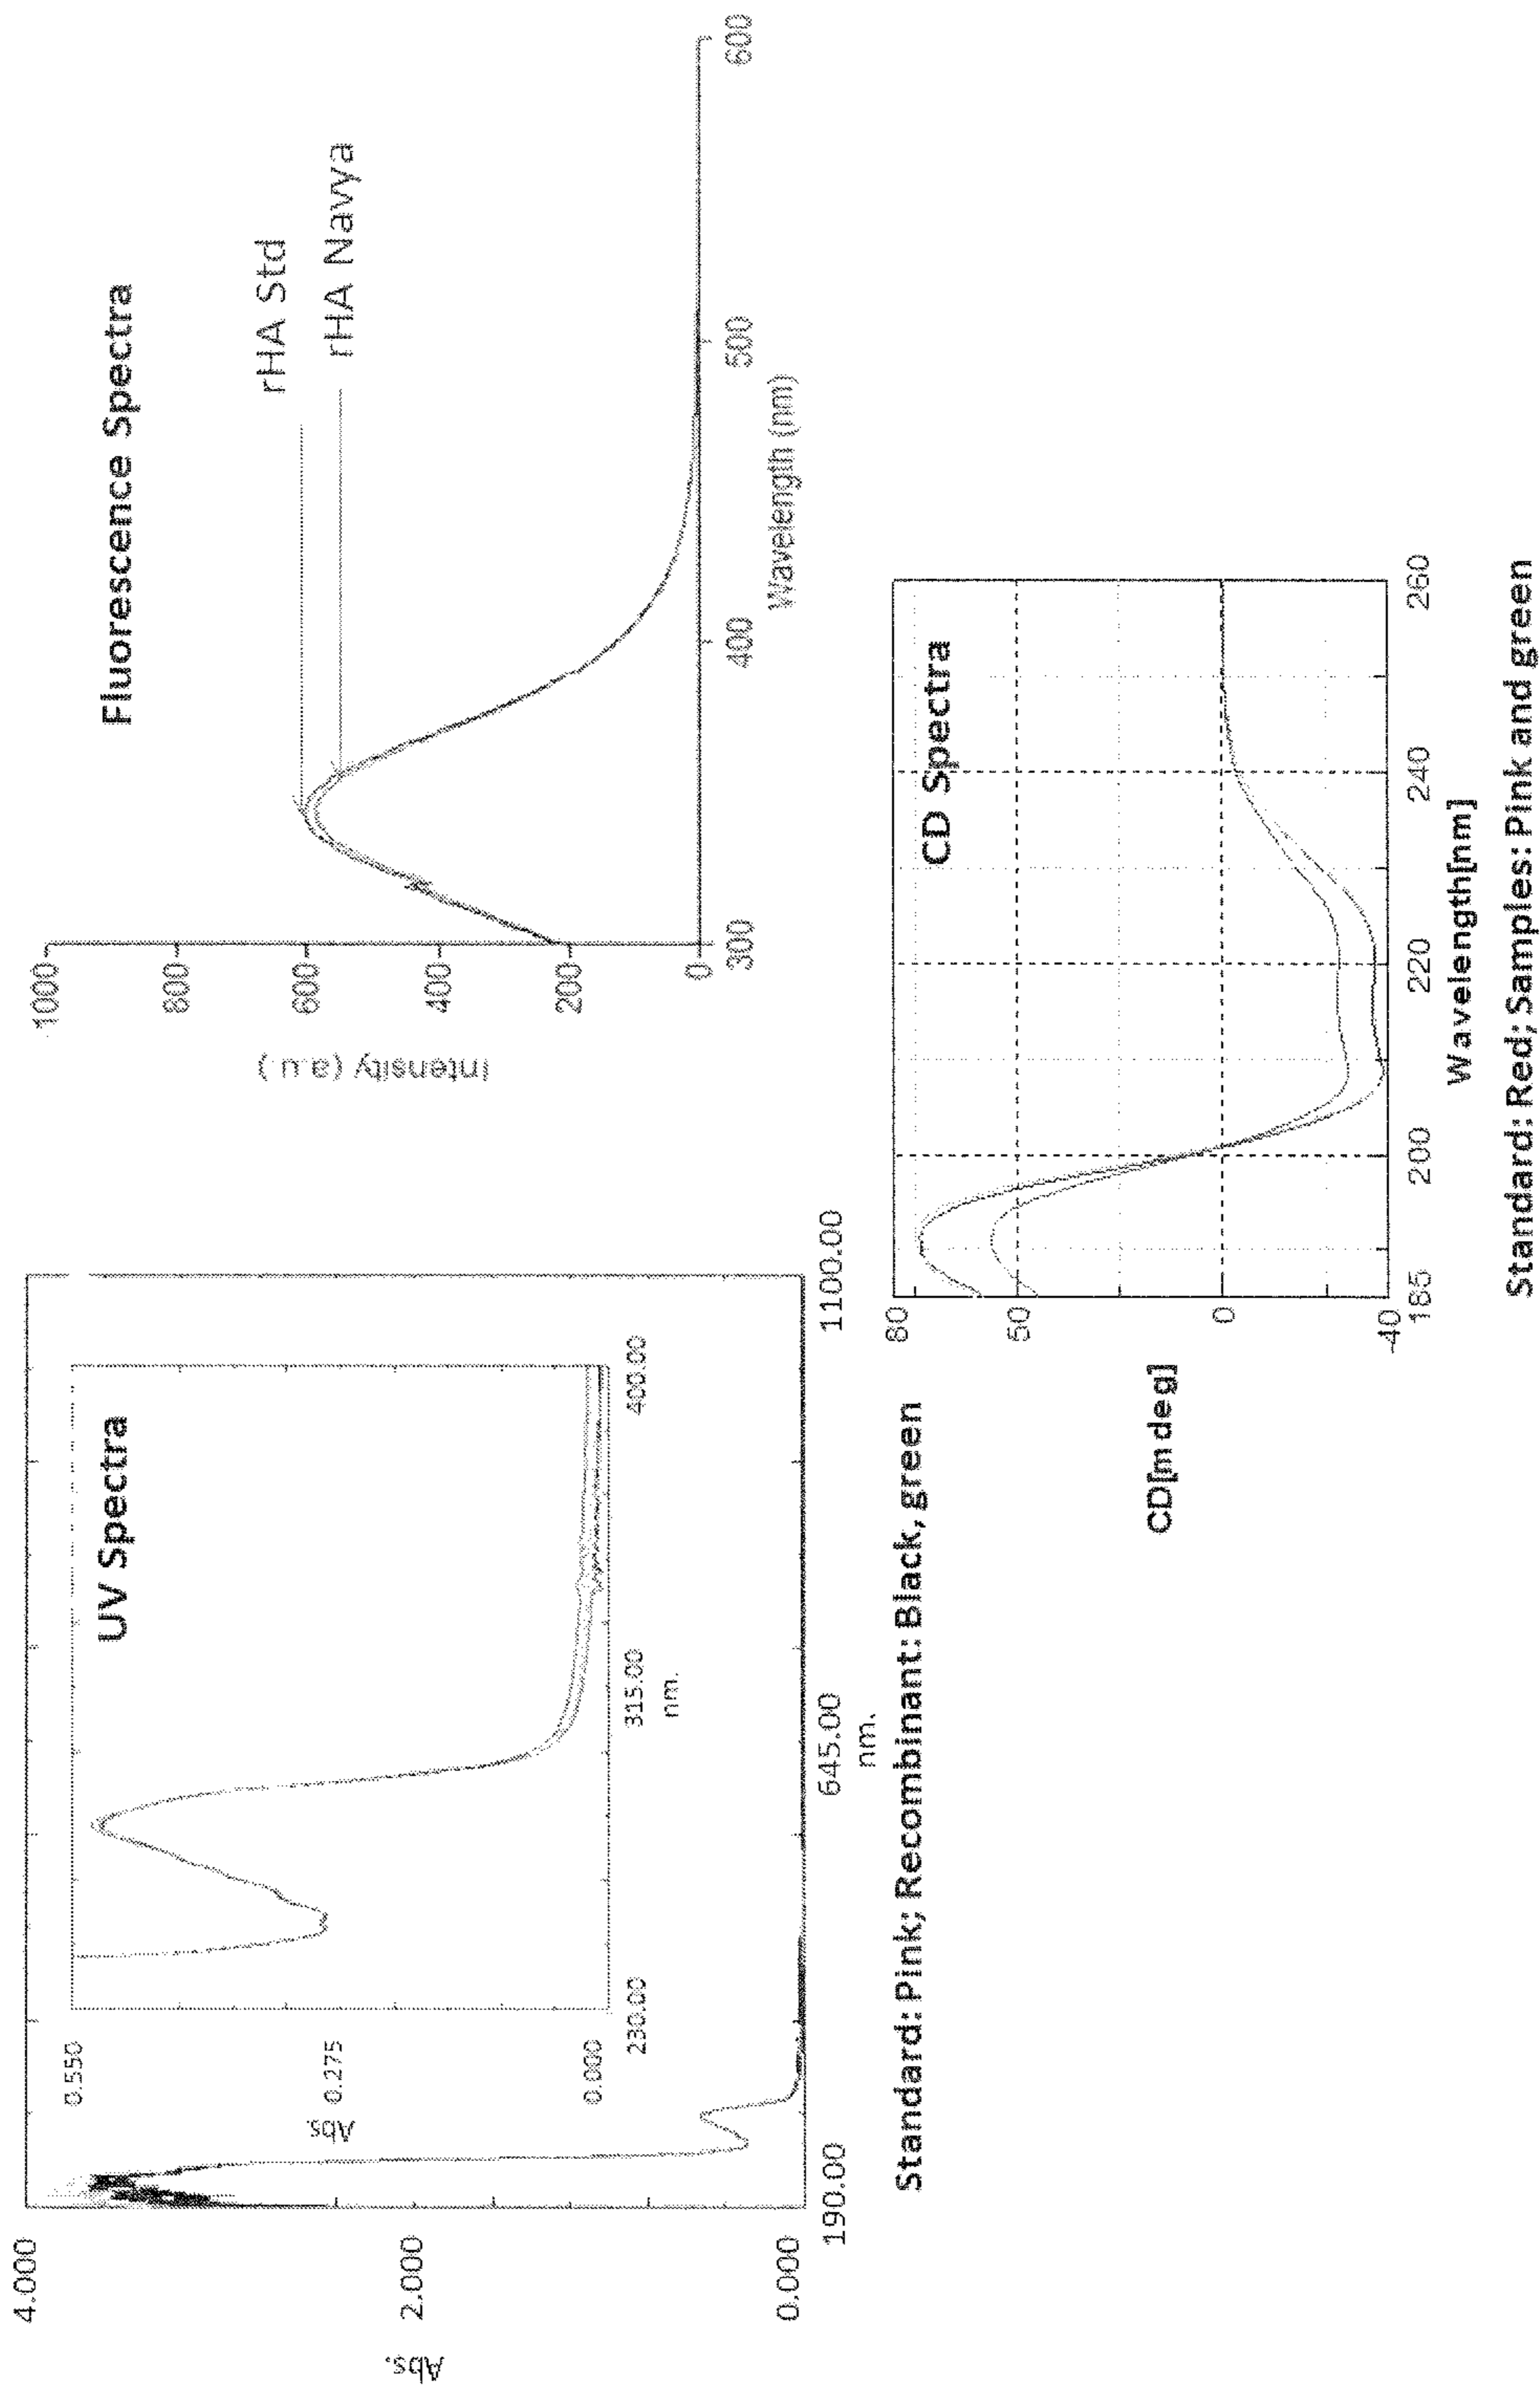 4.000
2.000
0.000
Abs.
190.00
645.00
1100.00
nm.
UV Spectra
0.550
0.275
0.000
Abs.
230.00
315.00
400.00
nm.
Standard: Pink; Recombinant: Black, green
Fluorescence Spectra
rHA Std
rHA Navya
1000
800
600
400
200
0
Intensity (a.u.)
300
400
500
600
Wavelength (nm)
CD Spectra
80
50
0
-40
CD[mdeg]
185
200
220
240
260
Wavelength[nm]
Standard: Red; Samples: Pink and green